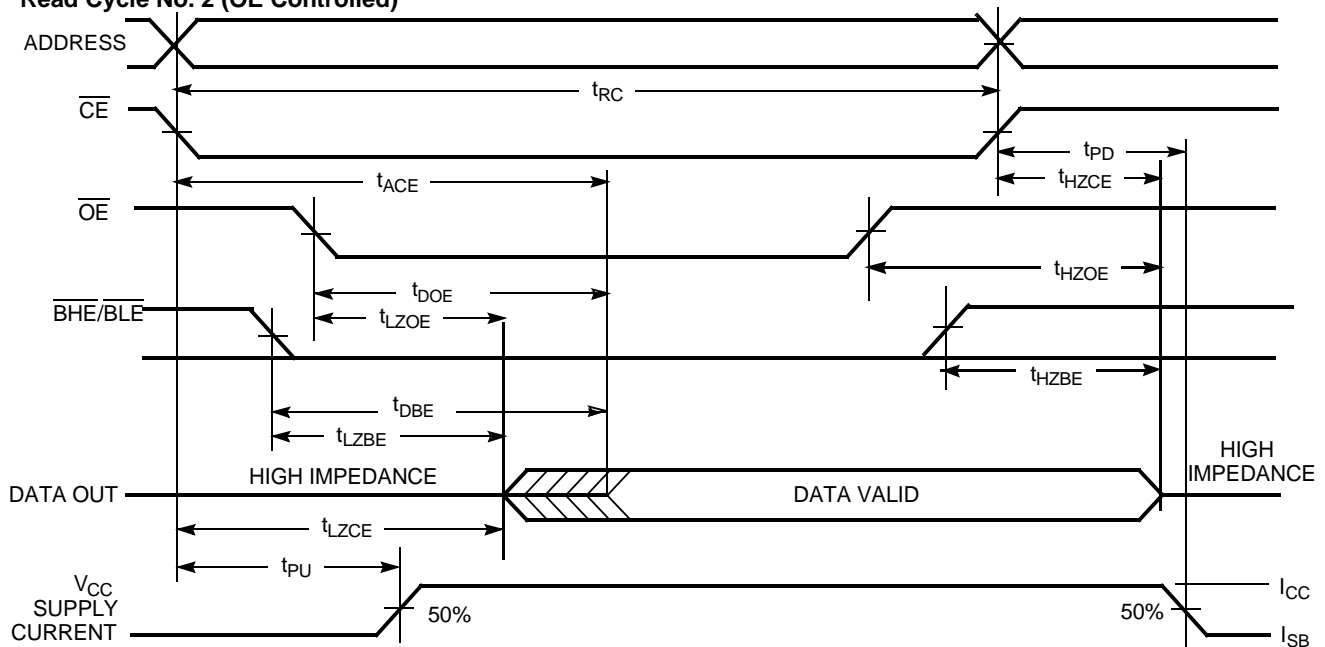 Read Cycle No. 2 (OE Controlled)
ADDRESS
tRC
CE
tPD
tACE
tHZCE
OE
tHZOE
tDOE
BHE/BLE
tLZOE
tHZBE
tDBE
tLZBE
HIGH IMPEDANCE
HIGH
IMPEDANCE
DATA OUT
DATA VALID
tLZCE
tPU
VCC
SUPPLY
CURRENT
50%
50%
ICC
ISB